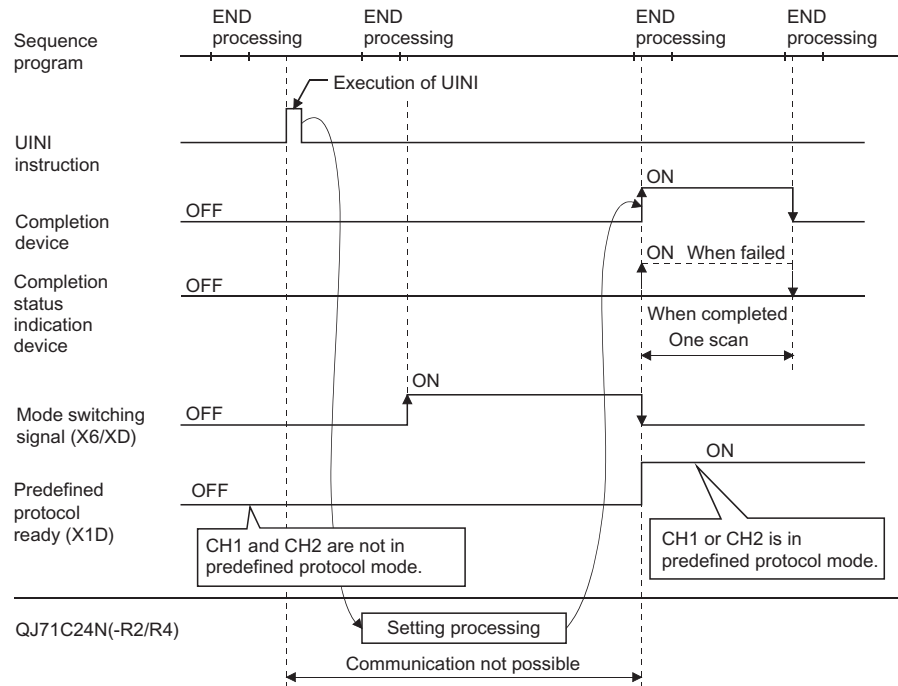 END
processing
END
processing
END
processing
END
processing
Sequence
program
Execution of UINI
UINI
instruction
ON
OFF
Completion
device
ON When failed
OFF
Completion
status
indication
device
When completed
One scan
ON
OFF
Mode switching
signal (X6/XD)
ON
OFF
Predefined
protocol
ready (X1D)
CH1 and CH2 are not in
predefined protocol mode.
CH1 or CH2 is in
predefined protocol mode.
QJ71C24N(-R2/R4)
Setting processing
Communication not possible